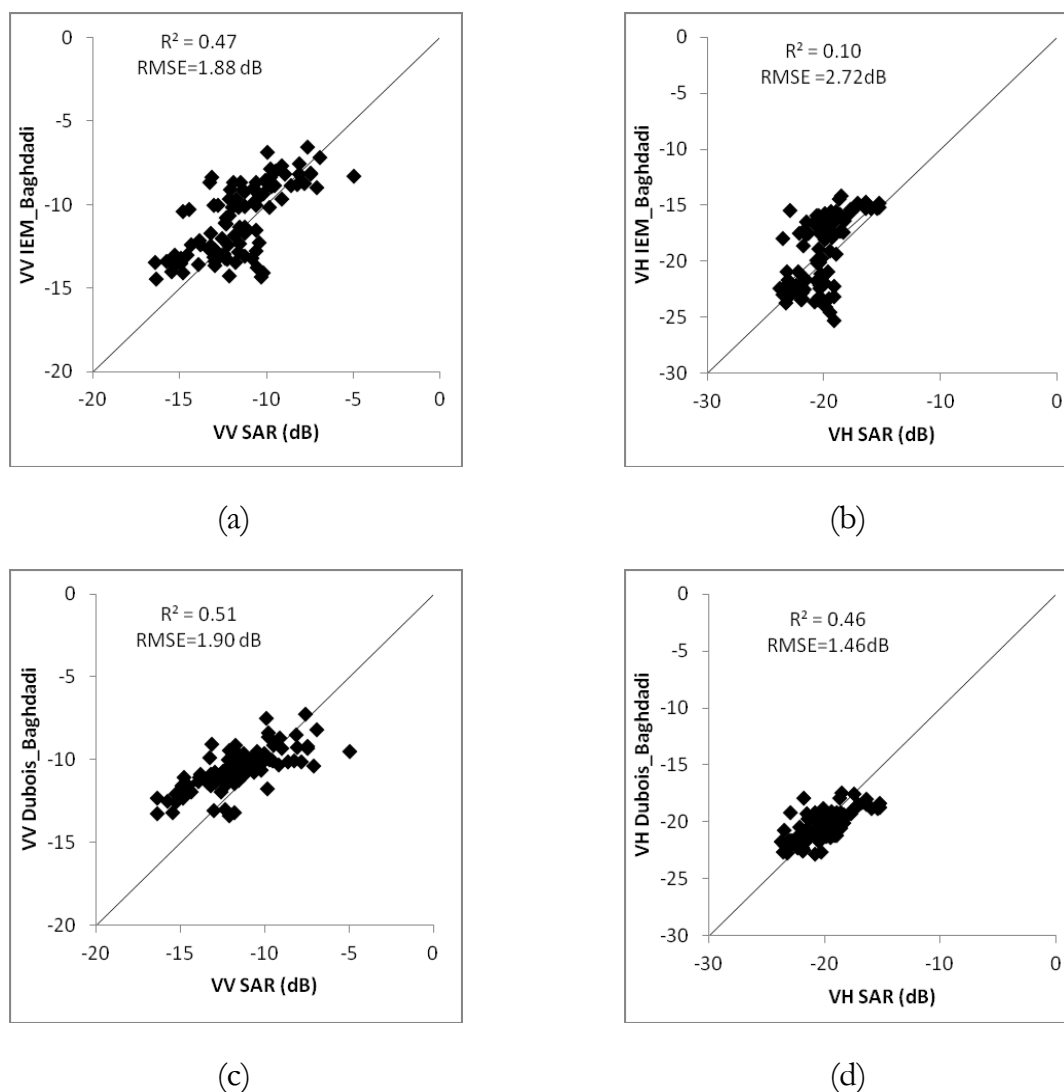 R² = 0.47
RMSE=1.88 dB
0
-5
-10
-15
-20
VV IEM_Baghdadi
-20 -15 -10 -5 0
VV SAR (dB)
(a)
R² = 0.10
RMSE =2.72dB
0
-5
-10
-15
-20
-25
-30
VH IEM_Baghdadi
-30 -20 -10 0
VH SAR (dB)
(b)
R² = 0.51
RMSE=1.90 dB
0
-5
-10
-15
-20
VV Dubois_Baghdadi
-20 -15 -10 -5 0
VV SAR (dB)
(c)
R² = 0.46
RMSE=1.46dB
0
-5
-10
-15
-20
-25
-30
VH Dubois_Baghdadi
-30 -20 -10 0
VH SAR (dB)
(d)